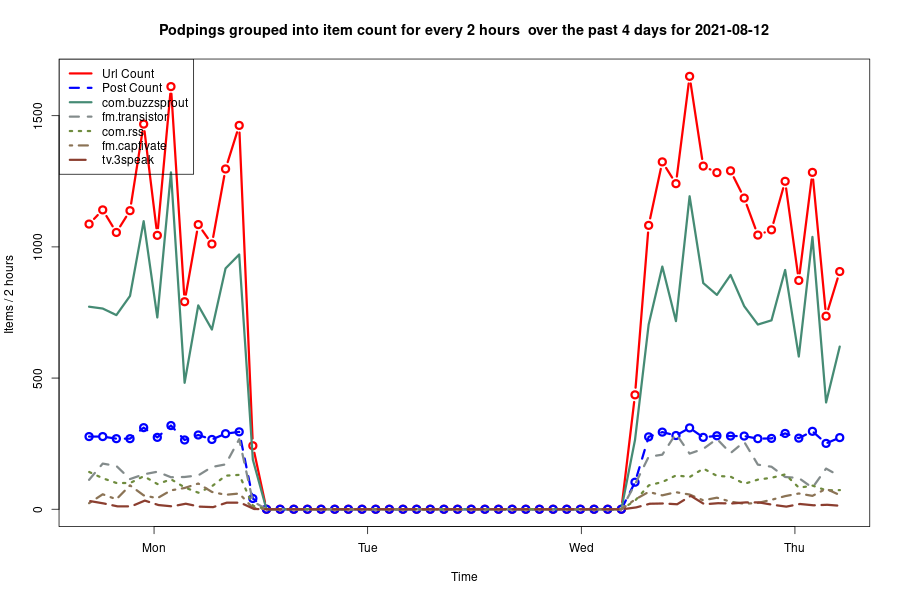 Podpings grouped into item count for every 2 hours  over the past 4 days for 2021-08-12
Url Count
Post Count
com.buzzsprout
fm.transistor
com.rss
fm.captivate
tv.3speak
Items / 2 hours
1500
1000
500
0
Mon Tue Wed Thu
Time